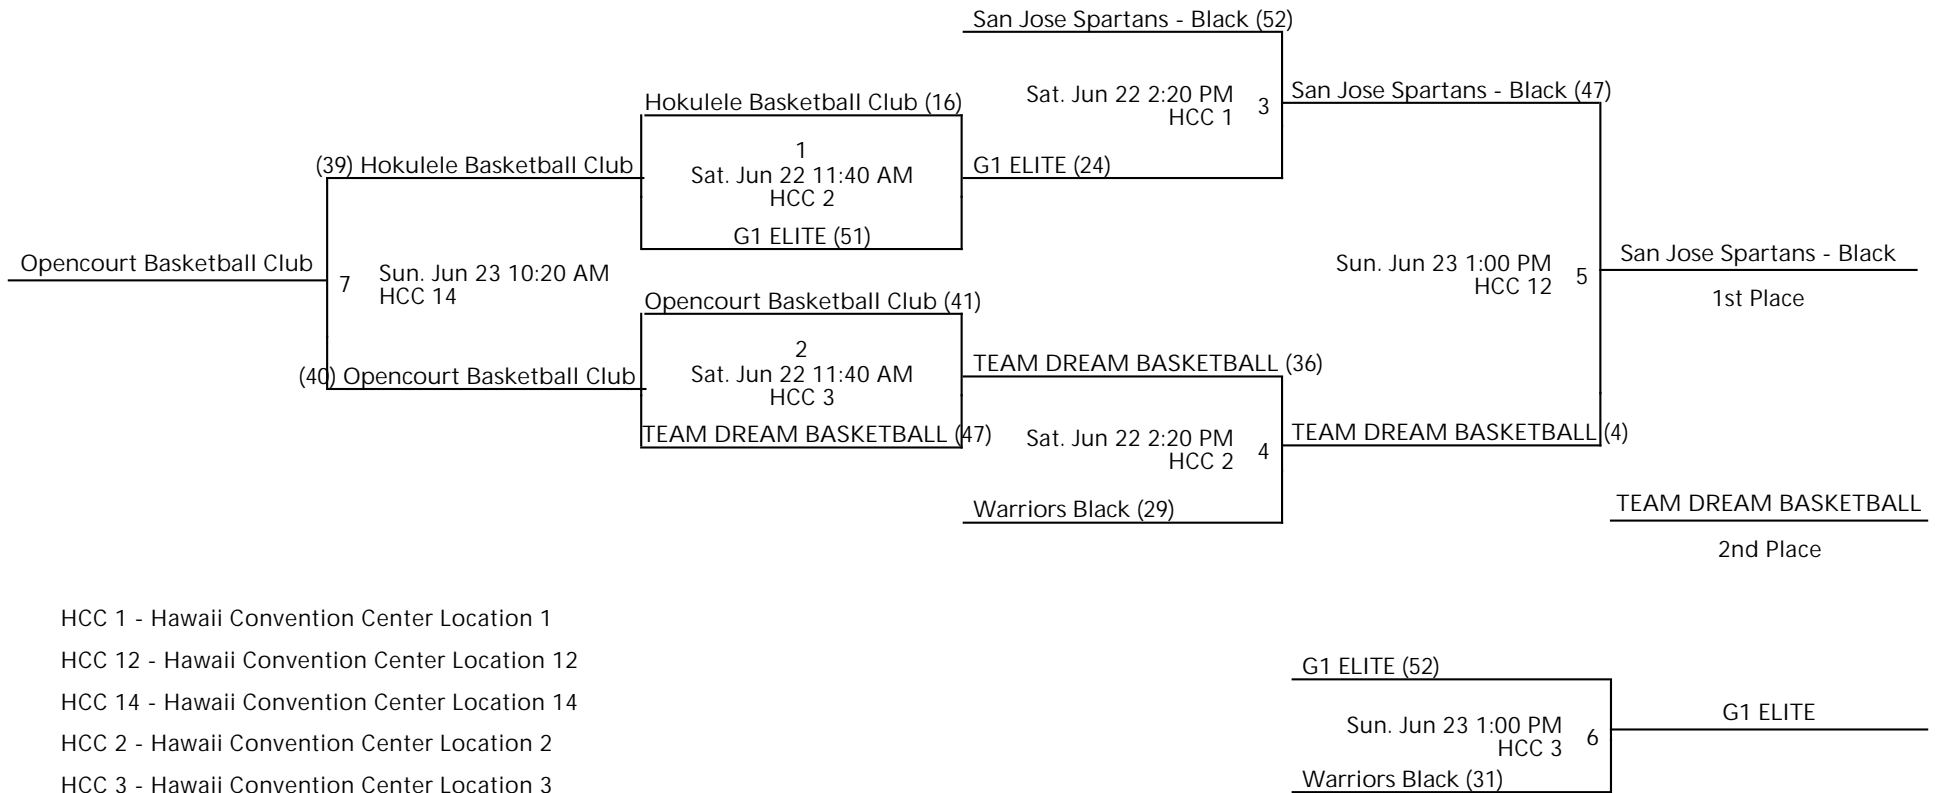 San Jose Spartans - Black (52)
Sat. Jun 22 2:20 PM
HCC 1
3
San Jose Spartans - Black (47)
Hokulele Basketball Club (16)
1
Sat. Jun 22 11:40 AM
HCC 2
G1 ELITE (51)
(39) Hokulele Basketball Club
G1 ELITE (24)
Opencourt Basketball Club
7
Sun. Jun 23 10:20 AM
HCC 14
Sun. Jun 23 1:00 PM
HCC 12
5
San Jose Spartans - Black
1st Place
Opencourt Basketball Club (41)
2
Sat. Jun 22 11:40 AM
HCC 3
TEAM DREAM BASKETBALL (47)
(40) Opencourt Basketball Club
TEAM DREAM BASKETBALL (36)
Sat. Jun 22 2:20 PM
HCC 2
4
TEAM DREAM BASKETBALL (4)
Warriors Black (29)
TEAM DREAM BASKETBALL
2nd Place
HCC 1 - Hawaii Convention Center Location 1
HCC 12 - Hawaii Convention Center Location 12
HCC 14 - Hawaii Convention Center Location 14
HCC 2 - Hawaii Convention Center Location 2
HCC 3 - Hawaii Convention Center Location 3
G1 ELITE (52)
Sun. Jun 23 1:00 PM
HCC 3
6
G1 ELITE
Warriors Black (31)